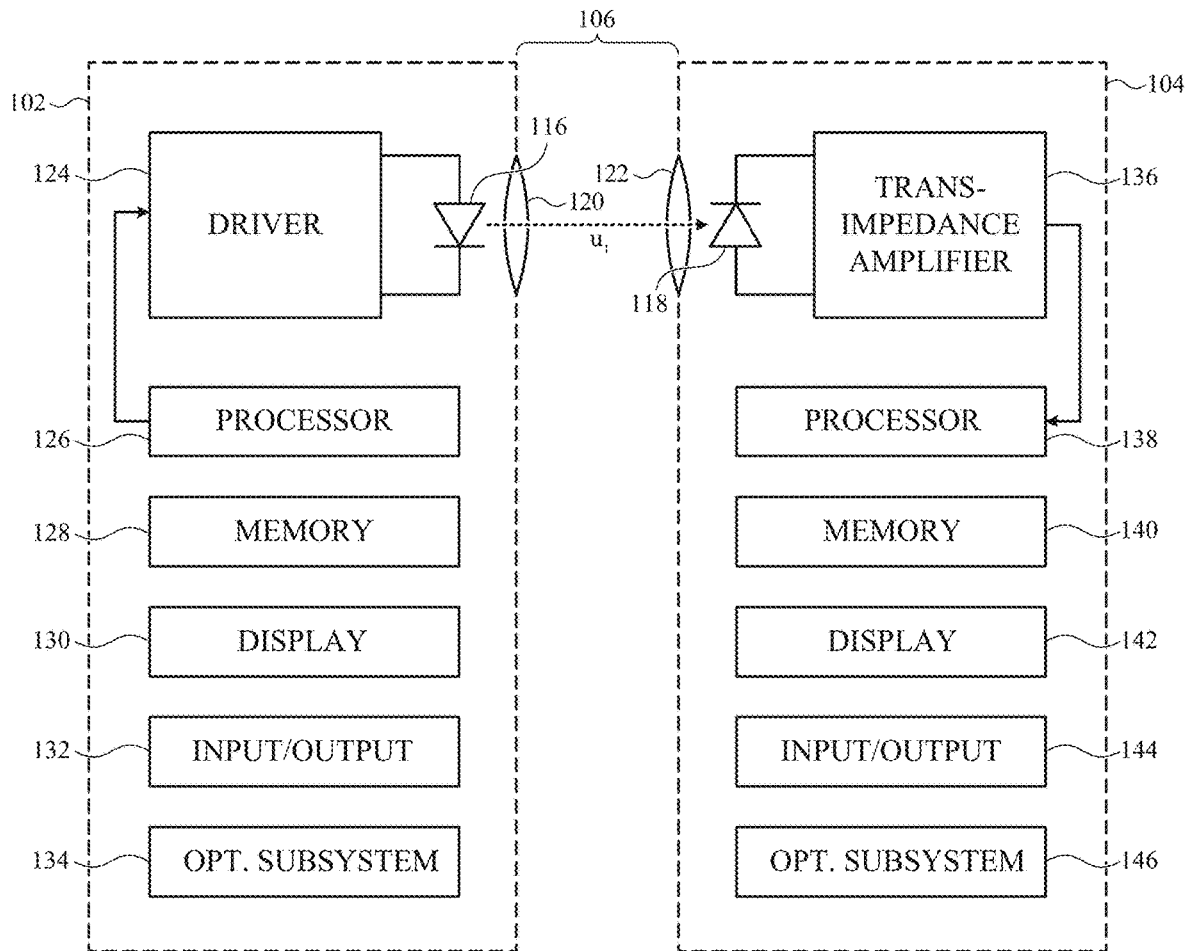 106
102
104
124
DRIVER
116
120
u₁
122
118
TRANS-
IMPEDANCE
AMPLIFIER
136
126
PROCESSOR
PROCESSOR
138
128
MEMORY
MEMORY
140
130
DISPLAY
DISPLAY
142
132
INPUT/OUTPUT
INPUT/OUTPUT
144
134
OPT. SUBSYSTEM
OPT. SUBSYSTEM
146